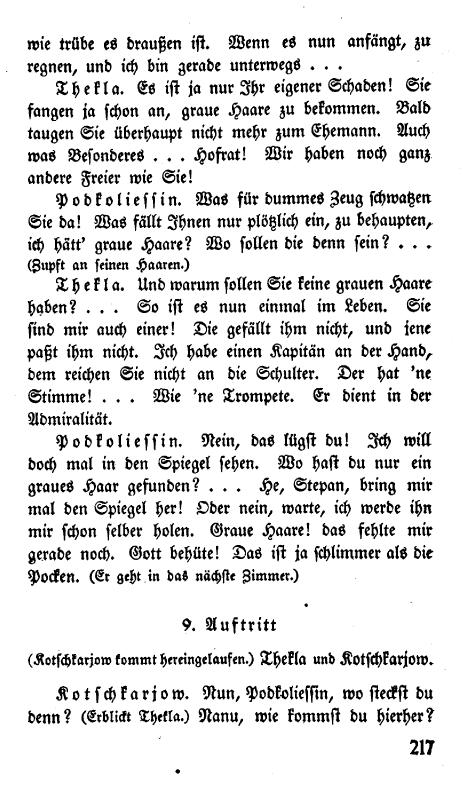 wie trübe es draußen ist. Wenn es nun anfängt, zu
regnen, und ich bin gerade unterwegs . . .
Thekla. Es ist ja nur Ihr eigener Schaden! Sie
fangen ja schon an, graue Haare zu bekommen. Bald
taugen Sie überhaupt nicht mehr zum Ehemann. Auch
was Besonderes . . . Hofrat! Wir haben noch ganz
andere Freier wie Sie!
Podkoliessin. Was für dummes Zeug schwatzen
Sie da! Was fällt Ihnen nur plötzlich ein, zu behaupten,
ich hätt' graue Haare? Wo sollen die denn sein? . . .
(Zupft an seinen Haaren.)
Thekla. Und warum sollen Sie keine grauen Haare
haben? . . . So ist es nun einmal im Leben. Sie
sind mir auch einer! Die gefällt ihm nicht, und jene
paßt ihm nicht. Ich habe einen Kapitän an der Hand,
dem reichen Sie nicht an die Schulter. Der hat 'ne
Stimme! . . . Wie 'ne Trompete. Er dient in der
Admiralität.
Podkoliessin. Nein, das lügst du! Ich will
doch mal in den Spiegel sehen. Wo hast du nur ein
graues Haar gefunden? . . . He, Stepan, bring mir
mal den Spiegel her! Oder nein, warte, ich werde ihn
mir schon selber holen. Graue Haare! das fehlte mir
gerade noch. Gott behüte! Das ist ja schlimmer als die
Pocken. (Er geht in das nächste Zimmer.)
9. Auftritt
(Kotschkarjow kommt hereingelaufen.) Thekla und Kotschkarjow.
Kotschkarjow. Nun, Podkoliessin, wo steckst du
denn? (Erblickt Thekla.) Nanu, wie kommst du hierher?
217